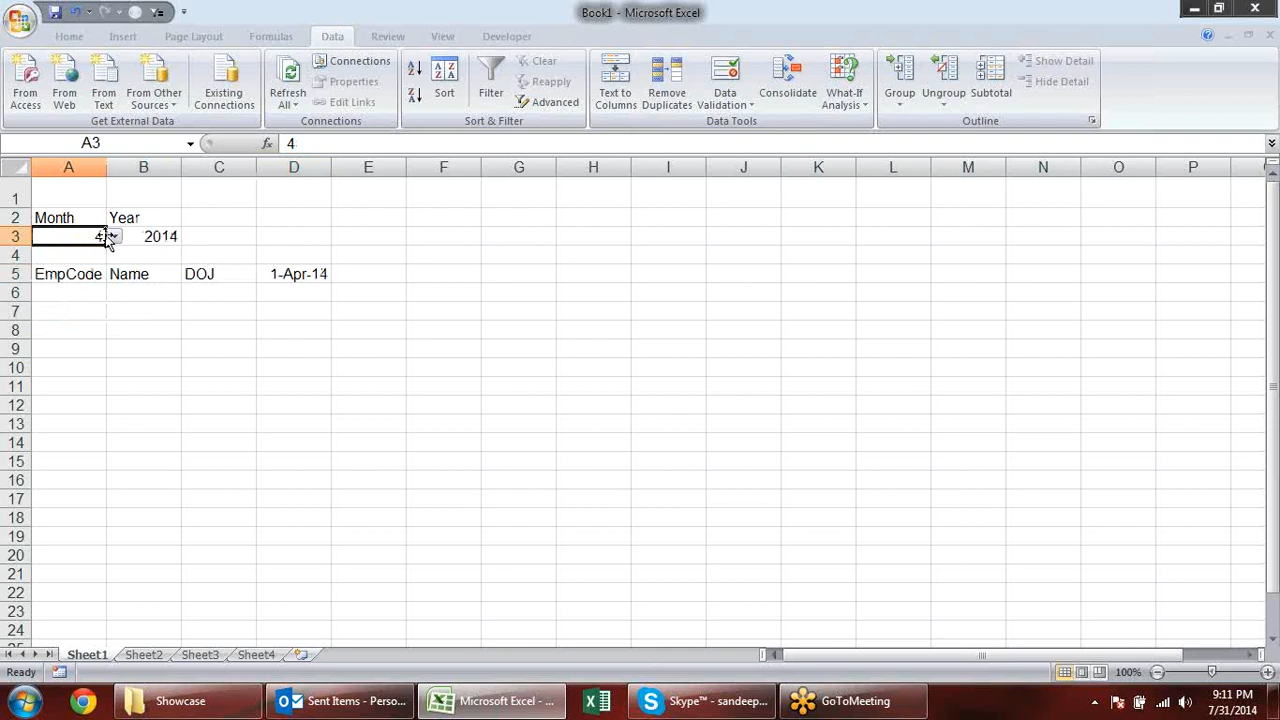 Book1 - Microsoft Excel
Home Insert Page Layout Formulas Data Review View Developer
From Access
From Web
From Text
From Other Sources
Existing Connections
Get External Data
Refresh All
Connections
Properties
Edit Links
Connections
Sort
Filter
Clear
Reapply
Advanced
Sort & Filter
Text to Columns
Remove Duplicates
Data Validation
Consolidate
What-If Analysis
Data Tools
Group
Ungroup
Subtotal
Show Detail
Hide Detail
Outline
A3 fx 4
A B C D E F G H I J K L M N O P
1
2 Month Year
3 4 2014
4
5 EmpCode Name DOJ 1-Apr-14
6
7
8
9
10
11
12
13
14
15
16
17
18
19
20
21
22
23
24
Sheet1 Sheet2 Sheet3 Sheet4
Ready 100%
Showcase
Sent Items - Perso...
Microsoft Excel - ...
Skype™ - sandeep...
GoToMeeting
9:11 PM
7/31/2014